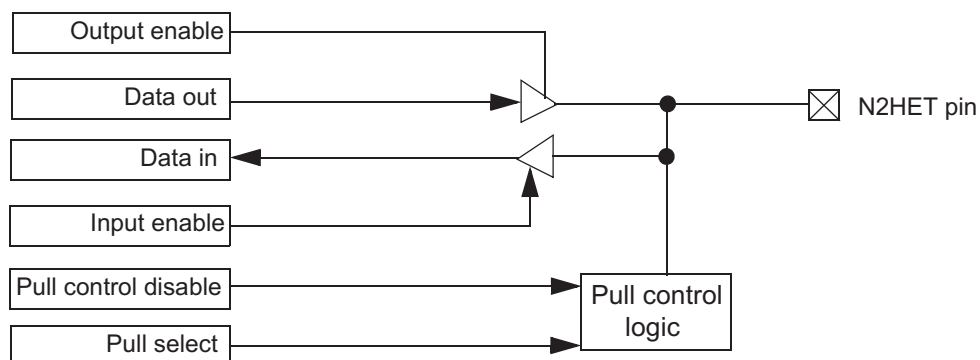 Output enable
Data out
N2HET pin
Data in
Input enable
Pull control disable
Pull control
logic
Pull select